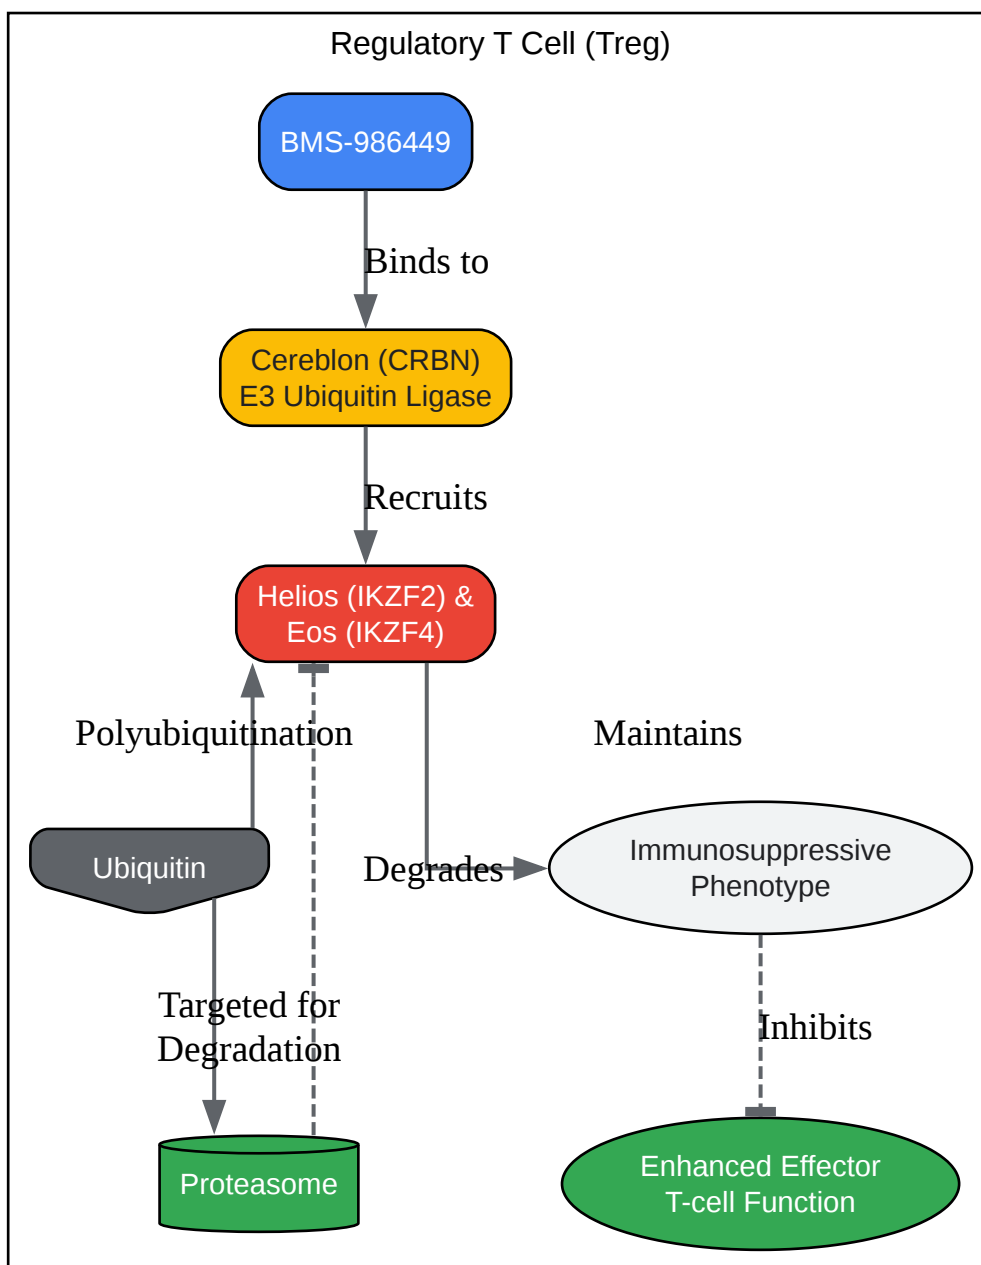 Regulatory T Cell (Treg)
BMS-986449
Binds to
Cereblon (CRBN)
E3 Ubiquitin Ligase
Recruits
Helios (IKZF2) &
Eos (IKZF4)
Polyubiquitination
Maintains
Ubiquitin
Degrades
Immunosuppressive
Phenotype
Targeted for
Degradation
Inhibits
Proteasome
Enhanced Effector
T-cell Function